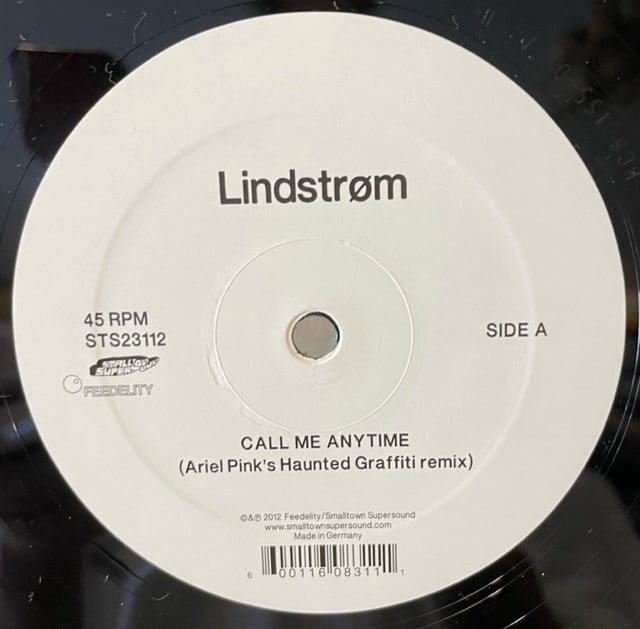 Lindstrøm
45 RPM
STS23112
SMALLTOWN
SUPERSOUND
FEEDELITY
SIDE A
CALL ME ANYTIME
(Ariel Pink's Haunted Graffiti remix)
©&℗ 2012 Feedelity/Smalltown Supersound
www.smalltownsupersound.com
Made in Germany
6 00116 08311 1